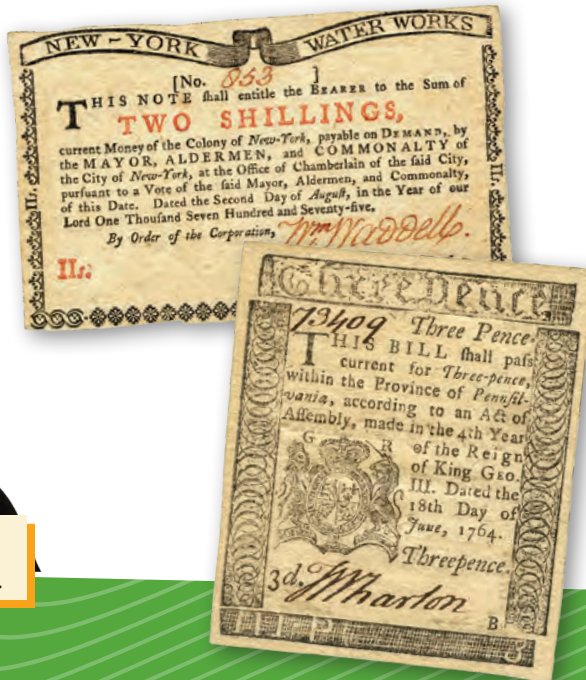 NEW-YORK WATER WORKS
[No. 853 ]
THIS NOTE ſhall entitle the BEARER to the Sum of
TWO SHILLINGS,
current Money of the Colony of New-York, payable on DEMAND, by
the MAYOR, ALDERMEN, and COMMONALTY of
the City of New-York, at the Office of Chamberlain of the ſaid City,
purſuant to a Vote of the ſaid Mayor, Aldermen, and Commonalty,
of this Date. Dated the Second Day of Auguſt, in the Year of our
Lord One Thouſand Seven Hundred and Seventy-five,
By Order of the Corporation, Wm Waddell.
IIs.
IIs.
IIs.
Three Pence
73409 Three Pence.
THIS BILL ſhall paſs
current for Three-pence,
within the Province of Pennſil-
vania, according to an Act of
Aſſembly, made in the 4th Year
G R of the Reign
of King GEO.
III. Dated the
18th Day of
June, 1764.
Threepence.
3d. Wharton
B